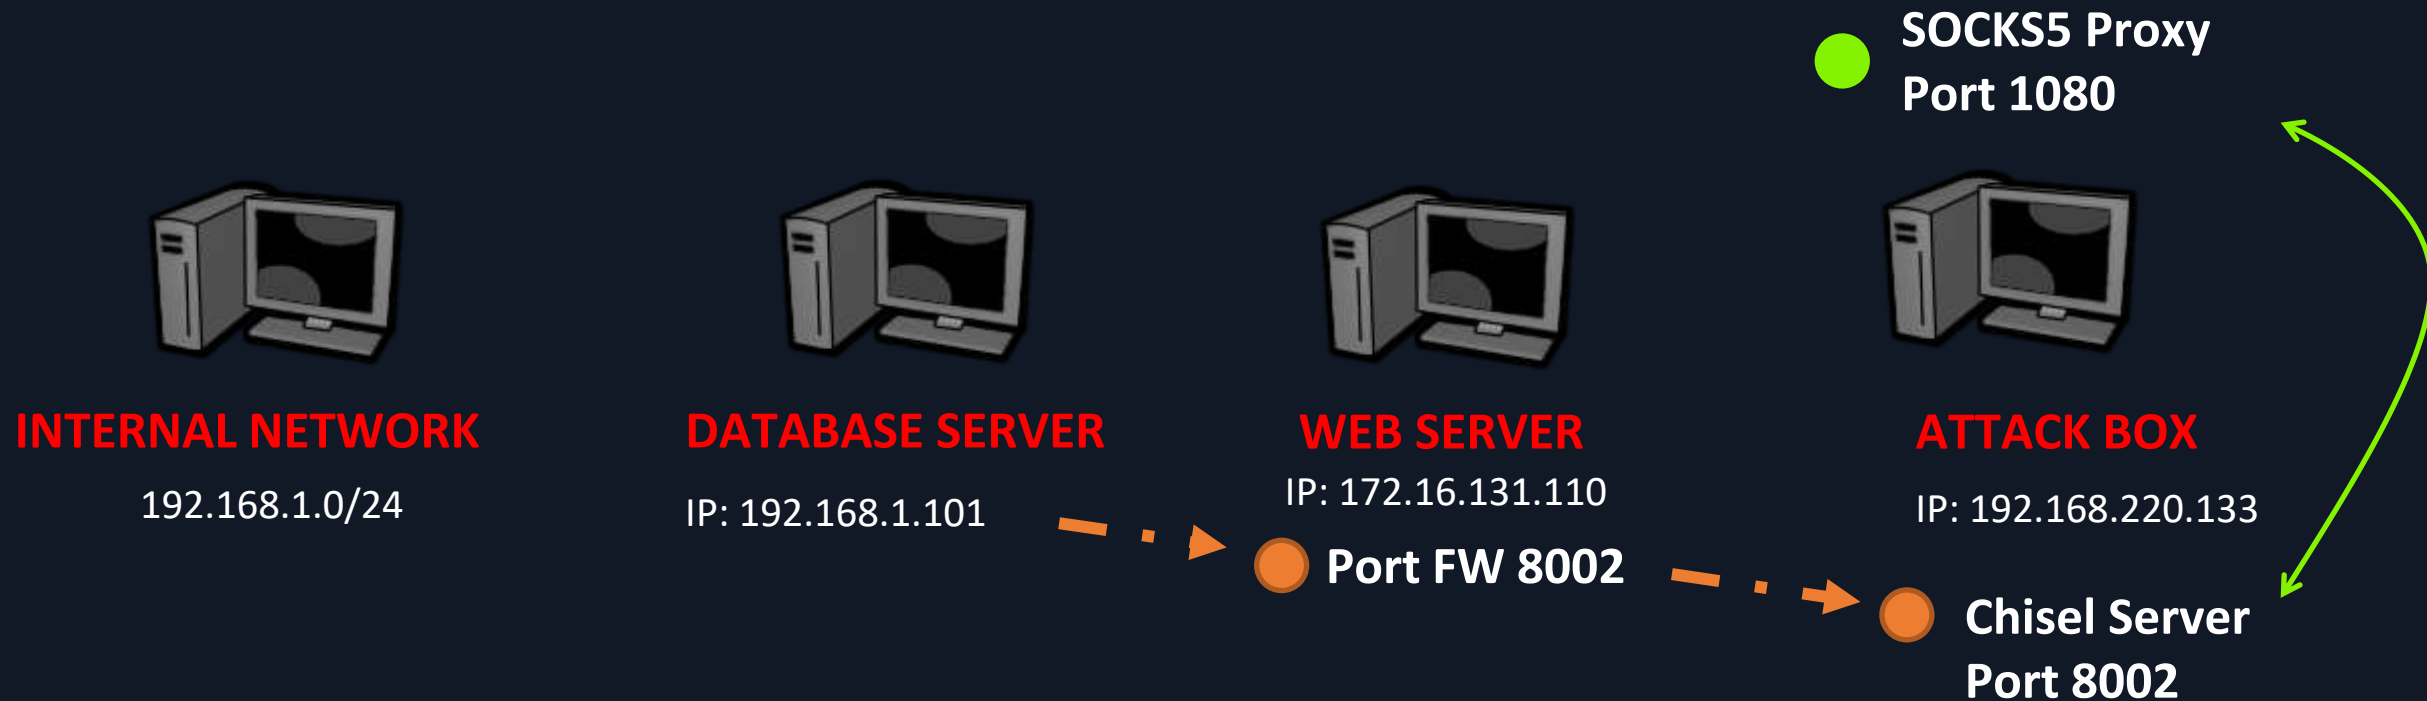 SOCKS5 Proxy
Port 1080
INTERNAL NETWORK
192.168.1.0/24
DATABASE SERVER
IP: 192.168.1.101
WEB SERVER
IP: 172.16.131.110
Port FW 8002
ATTACK BOX
IP: 192.168.220.133
Chisel Server
Port 8002